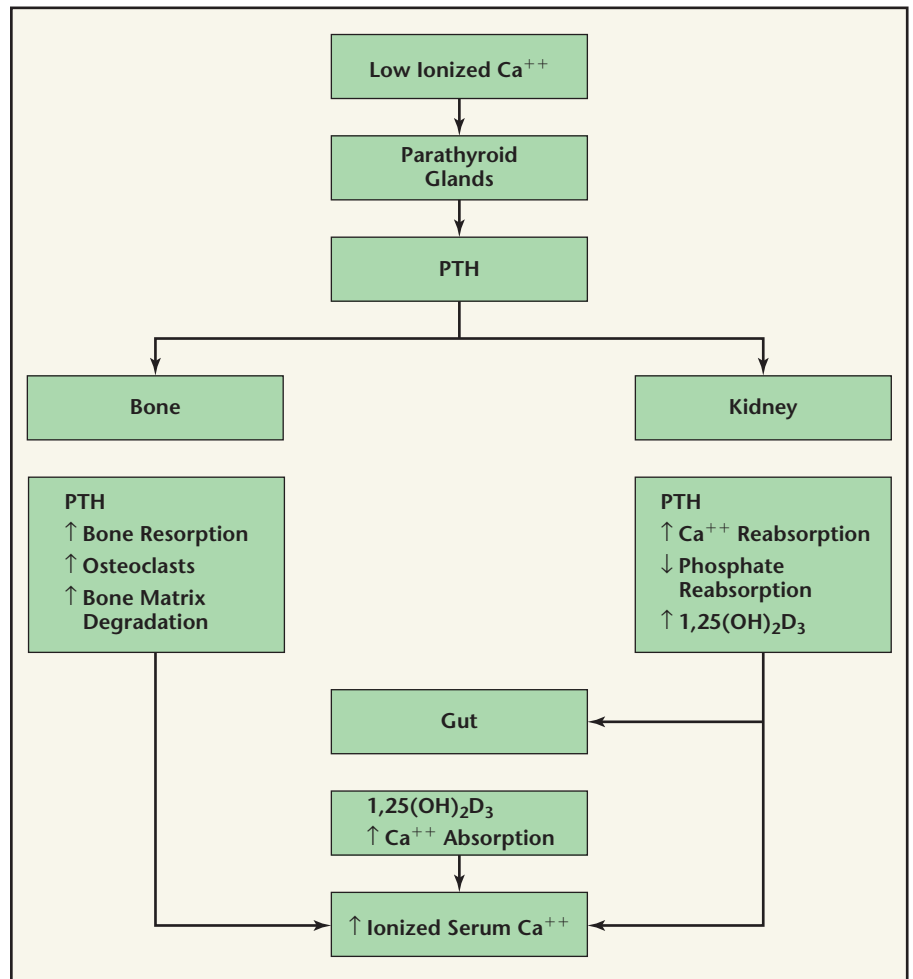 Low Ionized Ca++
Parathyroid
Glands
PTH
Bone
Kidney
PTH
↑ Bone Resorption
↑ Osteoclasts
↑ Bone Matrix
Degradation
PTH
↑ Ca++ Reabsorption
↓ Phosphate
Reabsorption
↑ 1,25(OH)2D3
Gut
1,25(OH)2D3
↑ Ca++ Absorption
↑ Ionized Serum Ca++